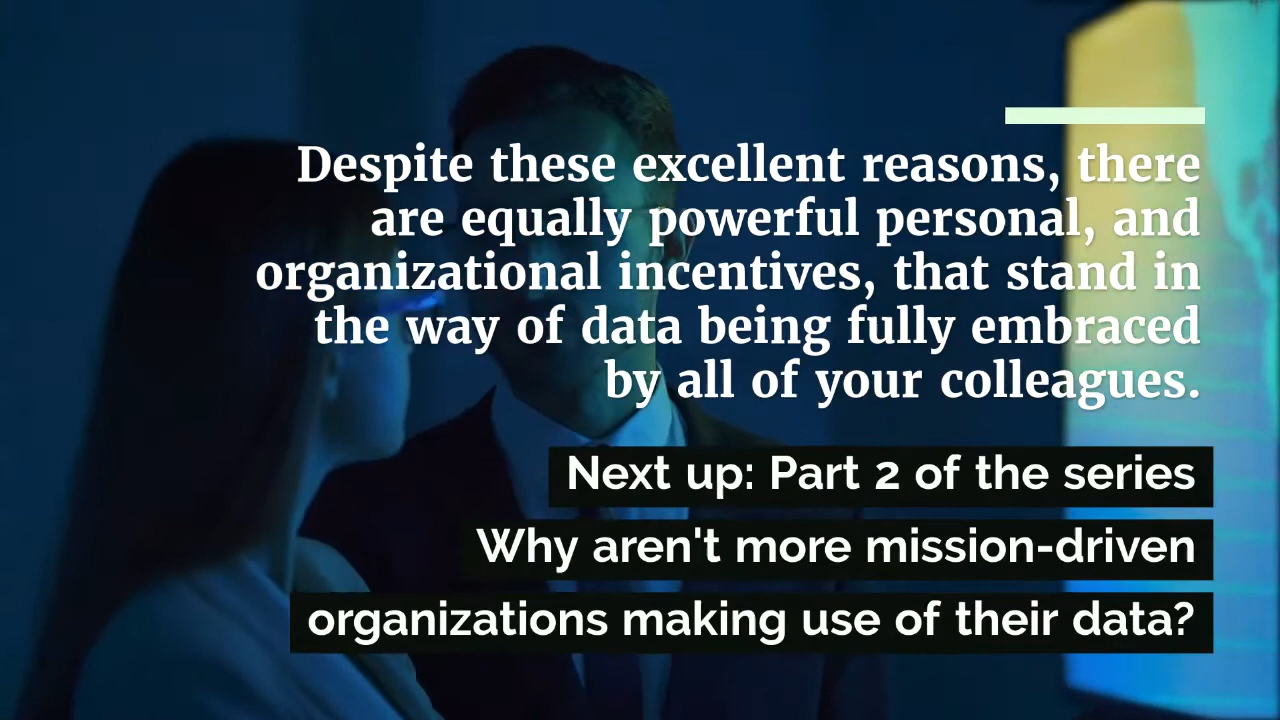 Despite these excellent reasons, there
are equally powerful personal, and
organizational incentives, that stand in
the way of data being fully embraced
by all of your colleagues.
Next up: Part 2 of the series
Why aren't more mission-driven
organizations making use of their data?